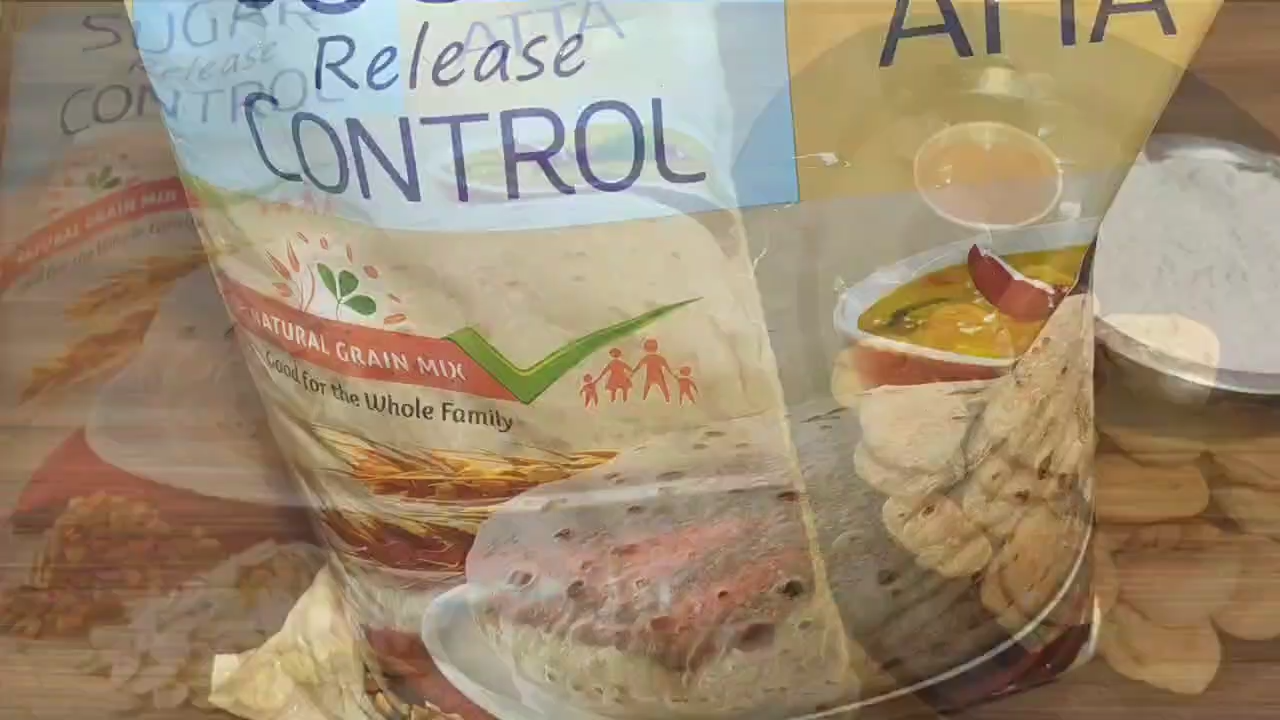 SUGAR
Release
CONTROL
ATTA
NATURAL GRAIN MIX
Release
ATTA
CONTROL
NATURAL GRAIN MIX
Good for the Whole Family